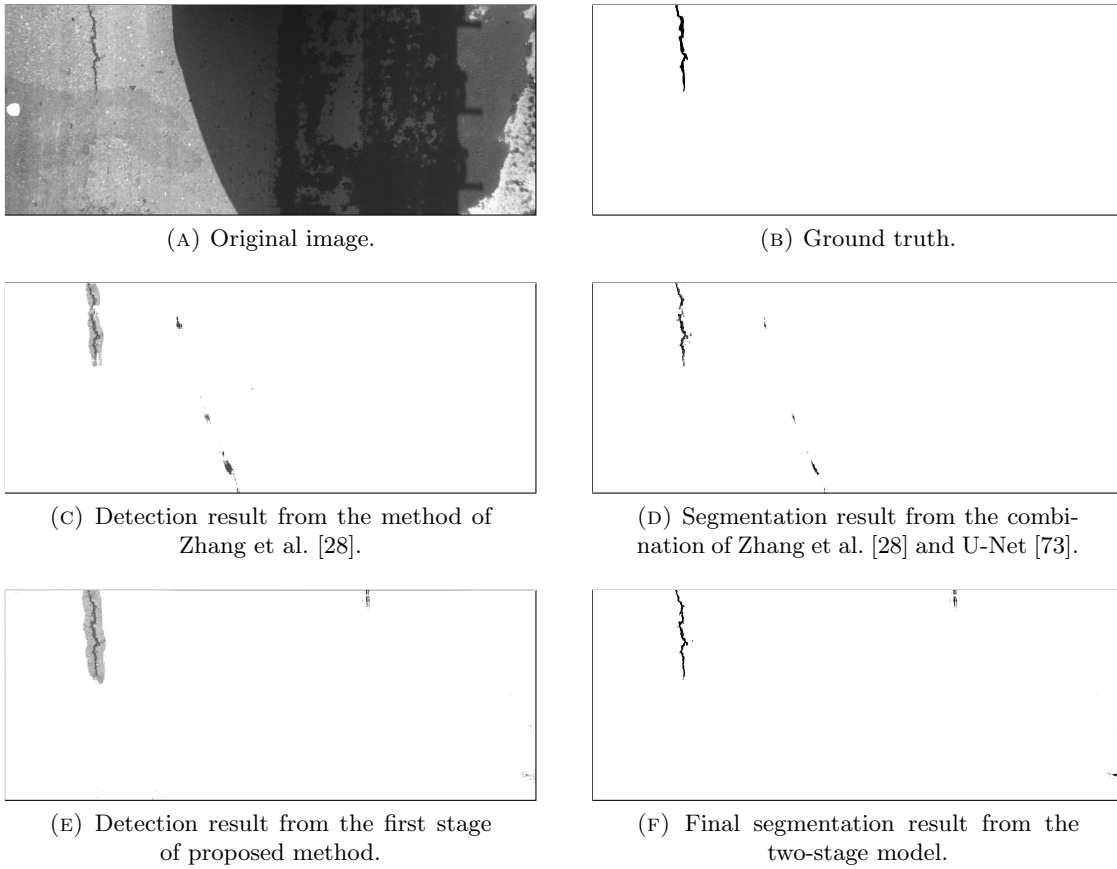 (A) Original image.
(B) Ground truth.
(C) Detection result from the method of
Zhang et al. [28].
(D) Segmentation result from the combi-
nation of Zhang et al. [28] and U-Net [73].
(E) Detection result from the first stage
of proposed method.
(F) Final segmentation result from the
two-stage model.